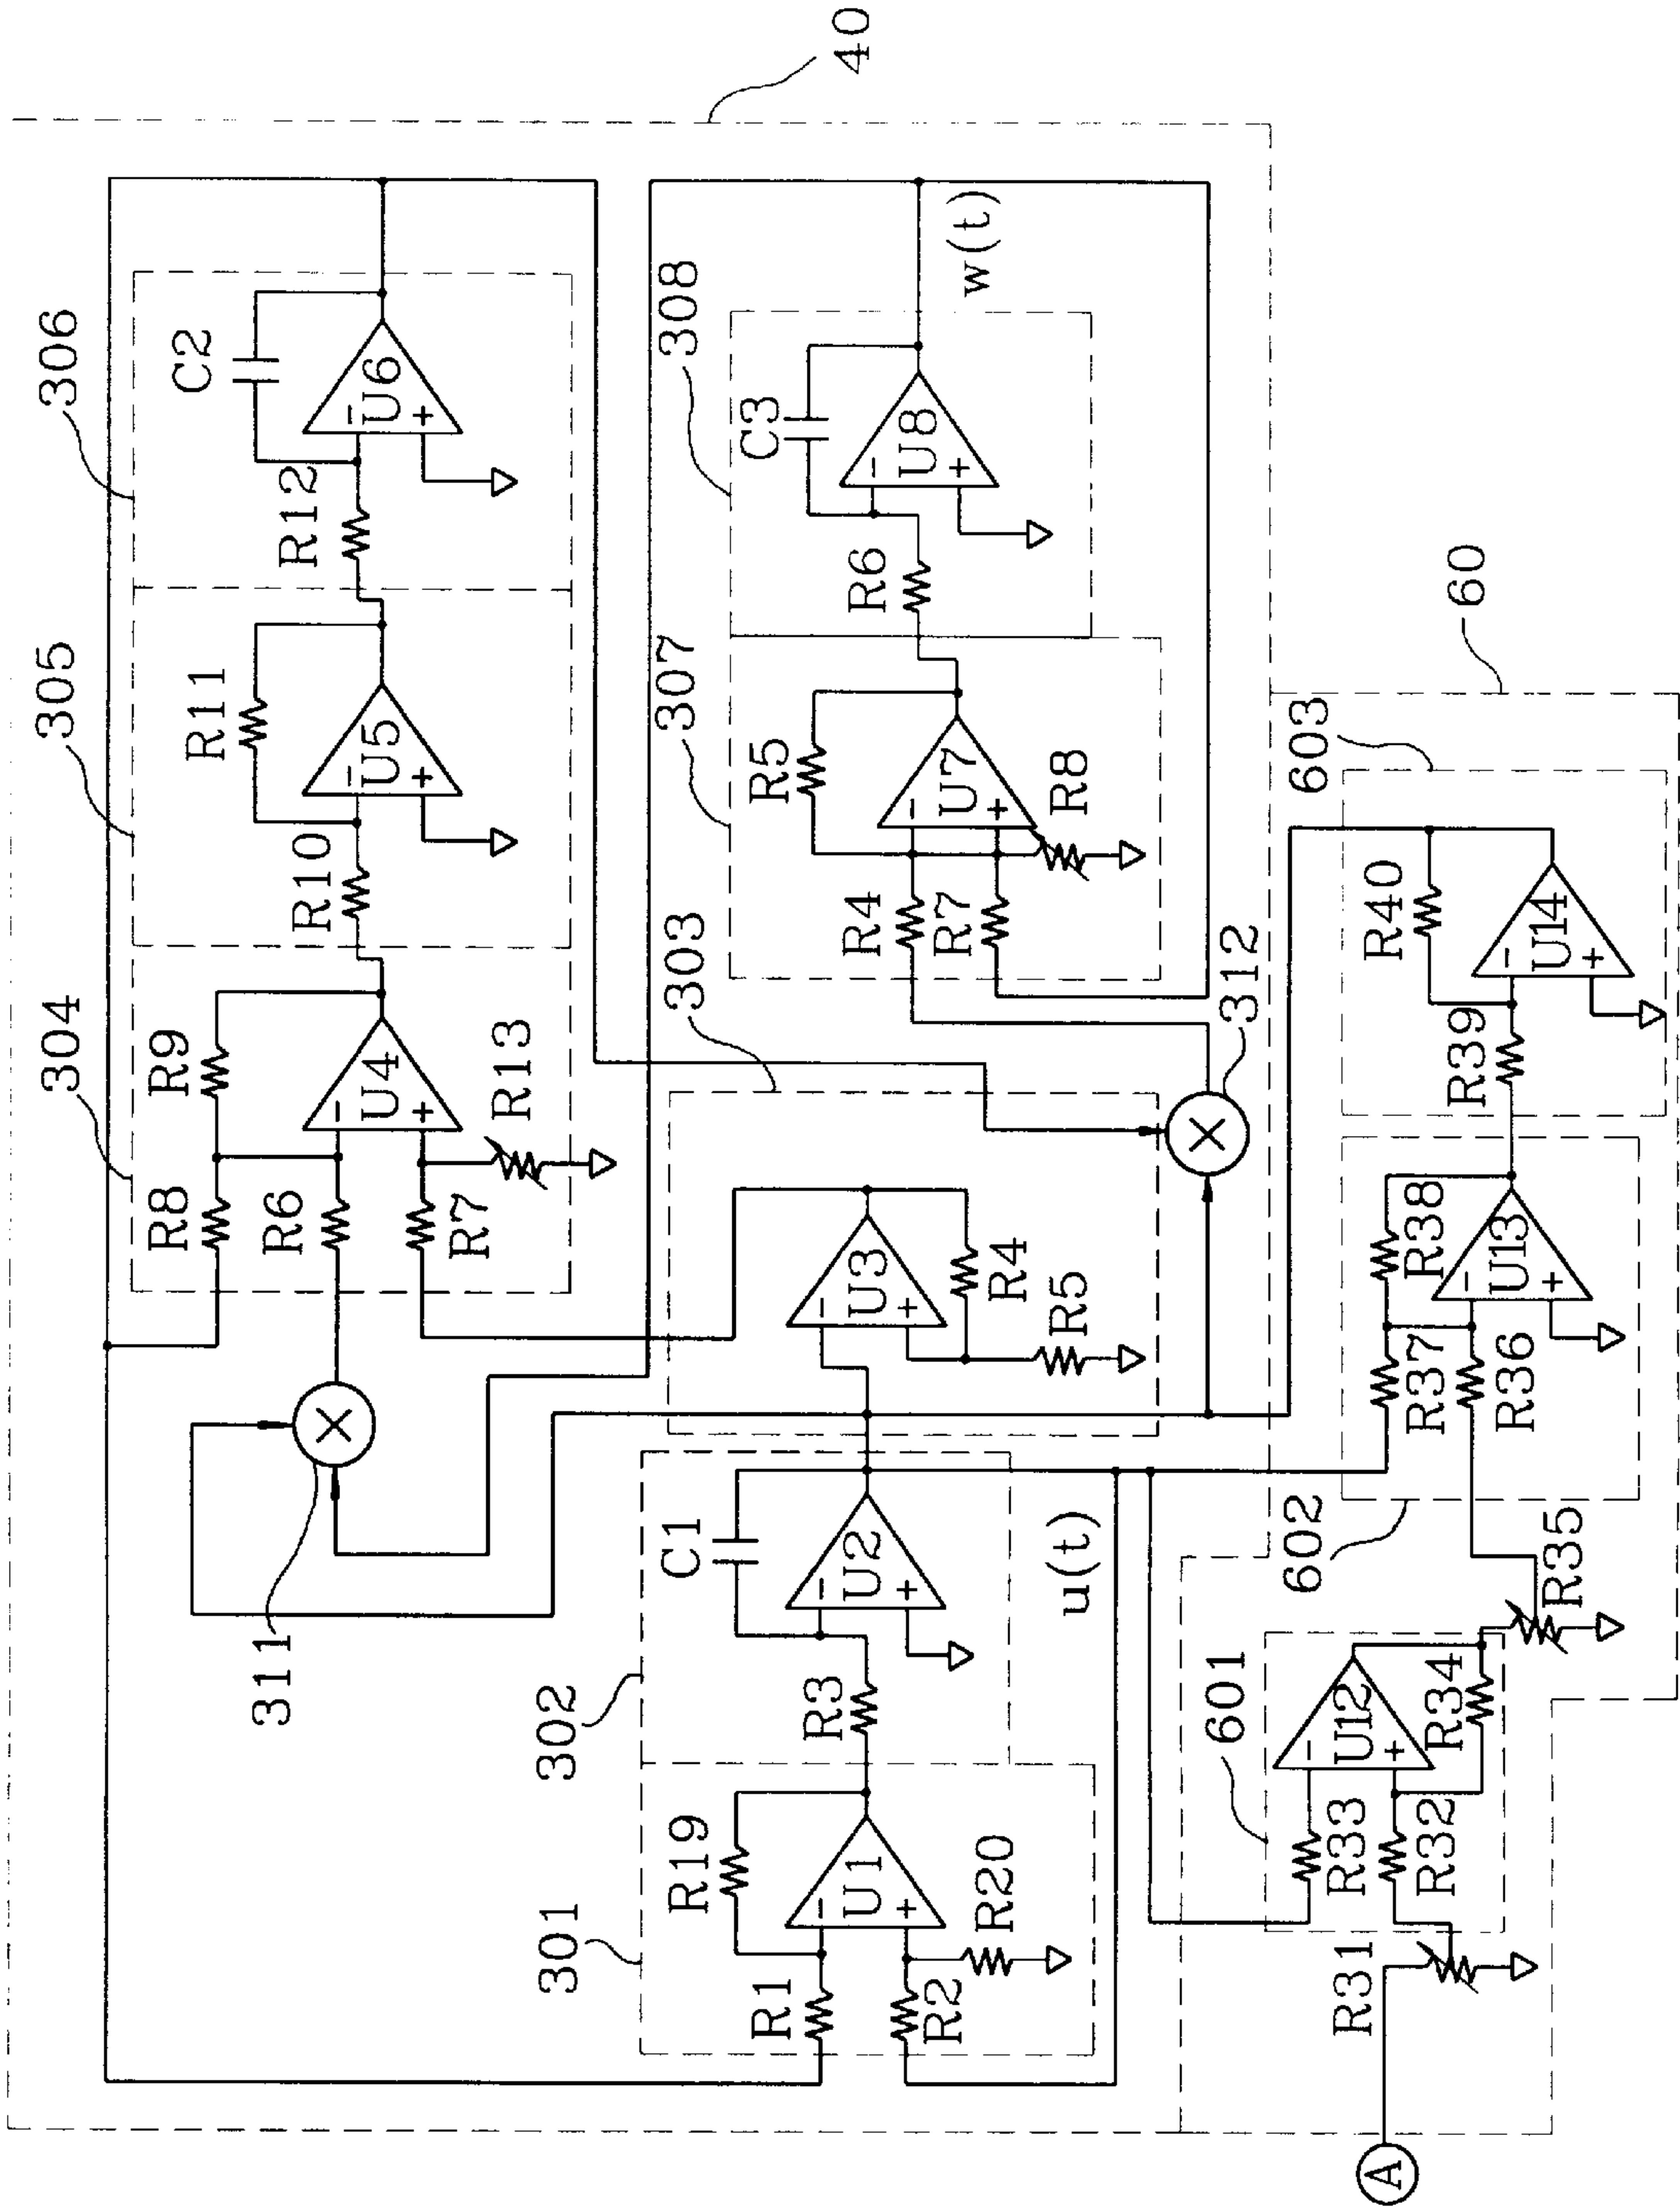 40
306
C2
R12
U6
−
+
305
R11
R10
U5
−
+
304
R9
R8
R6
R7
U4
−
+
R13
311
308
C3
R6
U8
−
+
w(t)
307
R5
R4
R7
U7
−
+
R8
303
U3
−
+
R4
R5
312
302
C1
R3
U2
−
+
u(t)
301
R19
R1
R2
U1
−
+
R20
60
603
R40
R39
U14
−
+
602
R38
R37
R36
U13
−
+
R35
601
U12
−
+
R34
R33
R32
R31
A